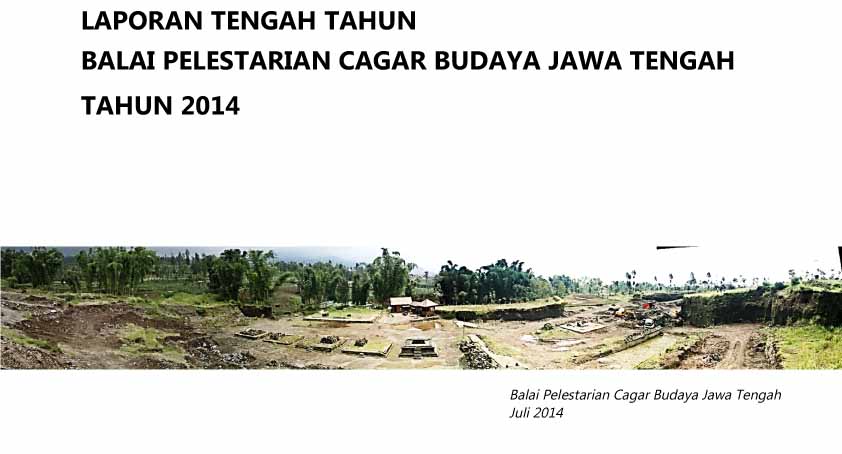 LAPORAN TENGAH TAHUN
BALAI PELESTARIAN CAGAR BUDAYA JAWA TENGAH
TAHUN 2014
Balai Pelestarian Cagar Budaya Jawa Tengah
Juli 2014